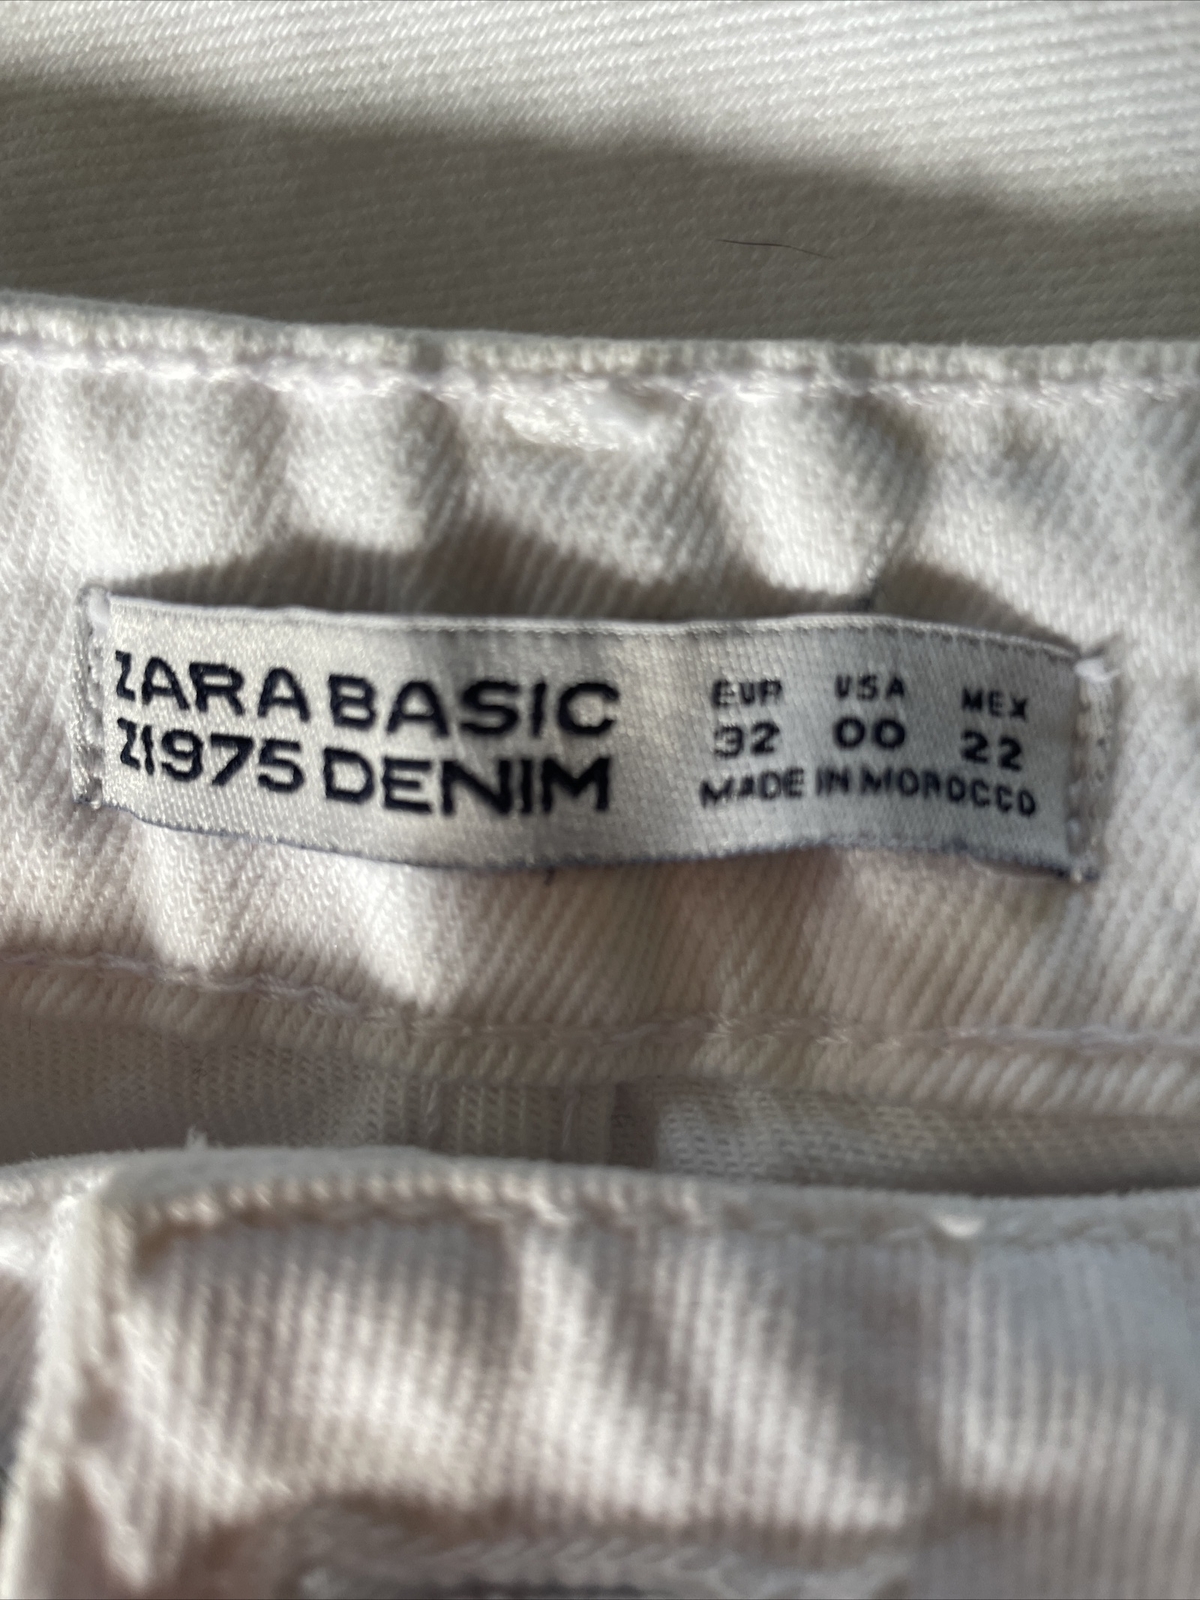 ZARA BASIC
Z1975 DENIM
EUR USA MEX
32 00 22
MADE IN MOROCCO